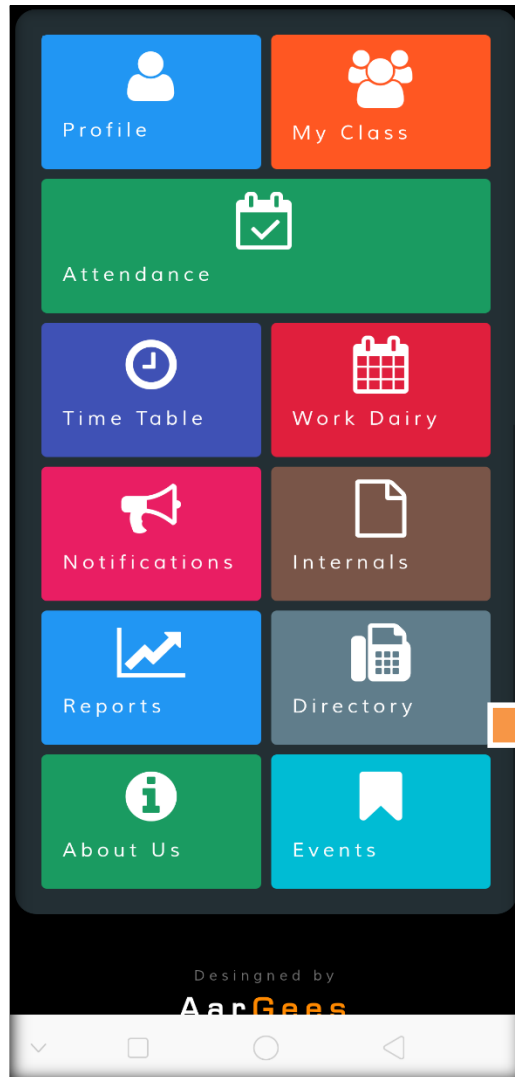 Profile
My Class
Attendance
Time Table
Work Dairy
Notifications
Internals
Reports
Directory
About Us
Events
Desingned by
AarGees